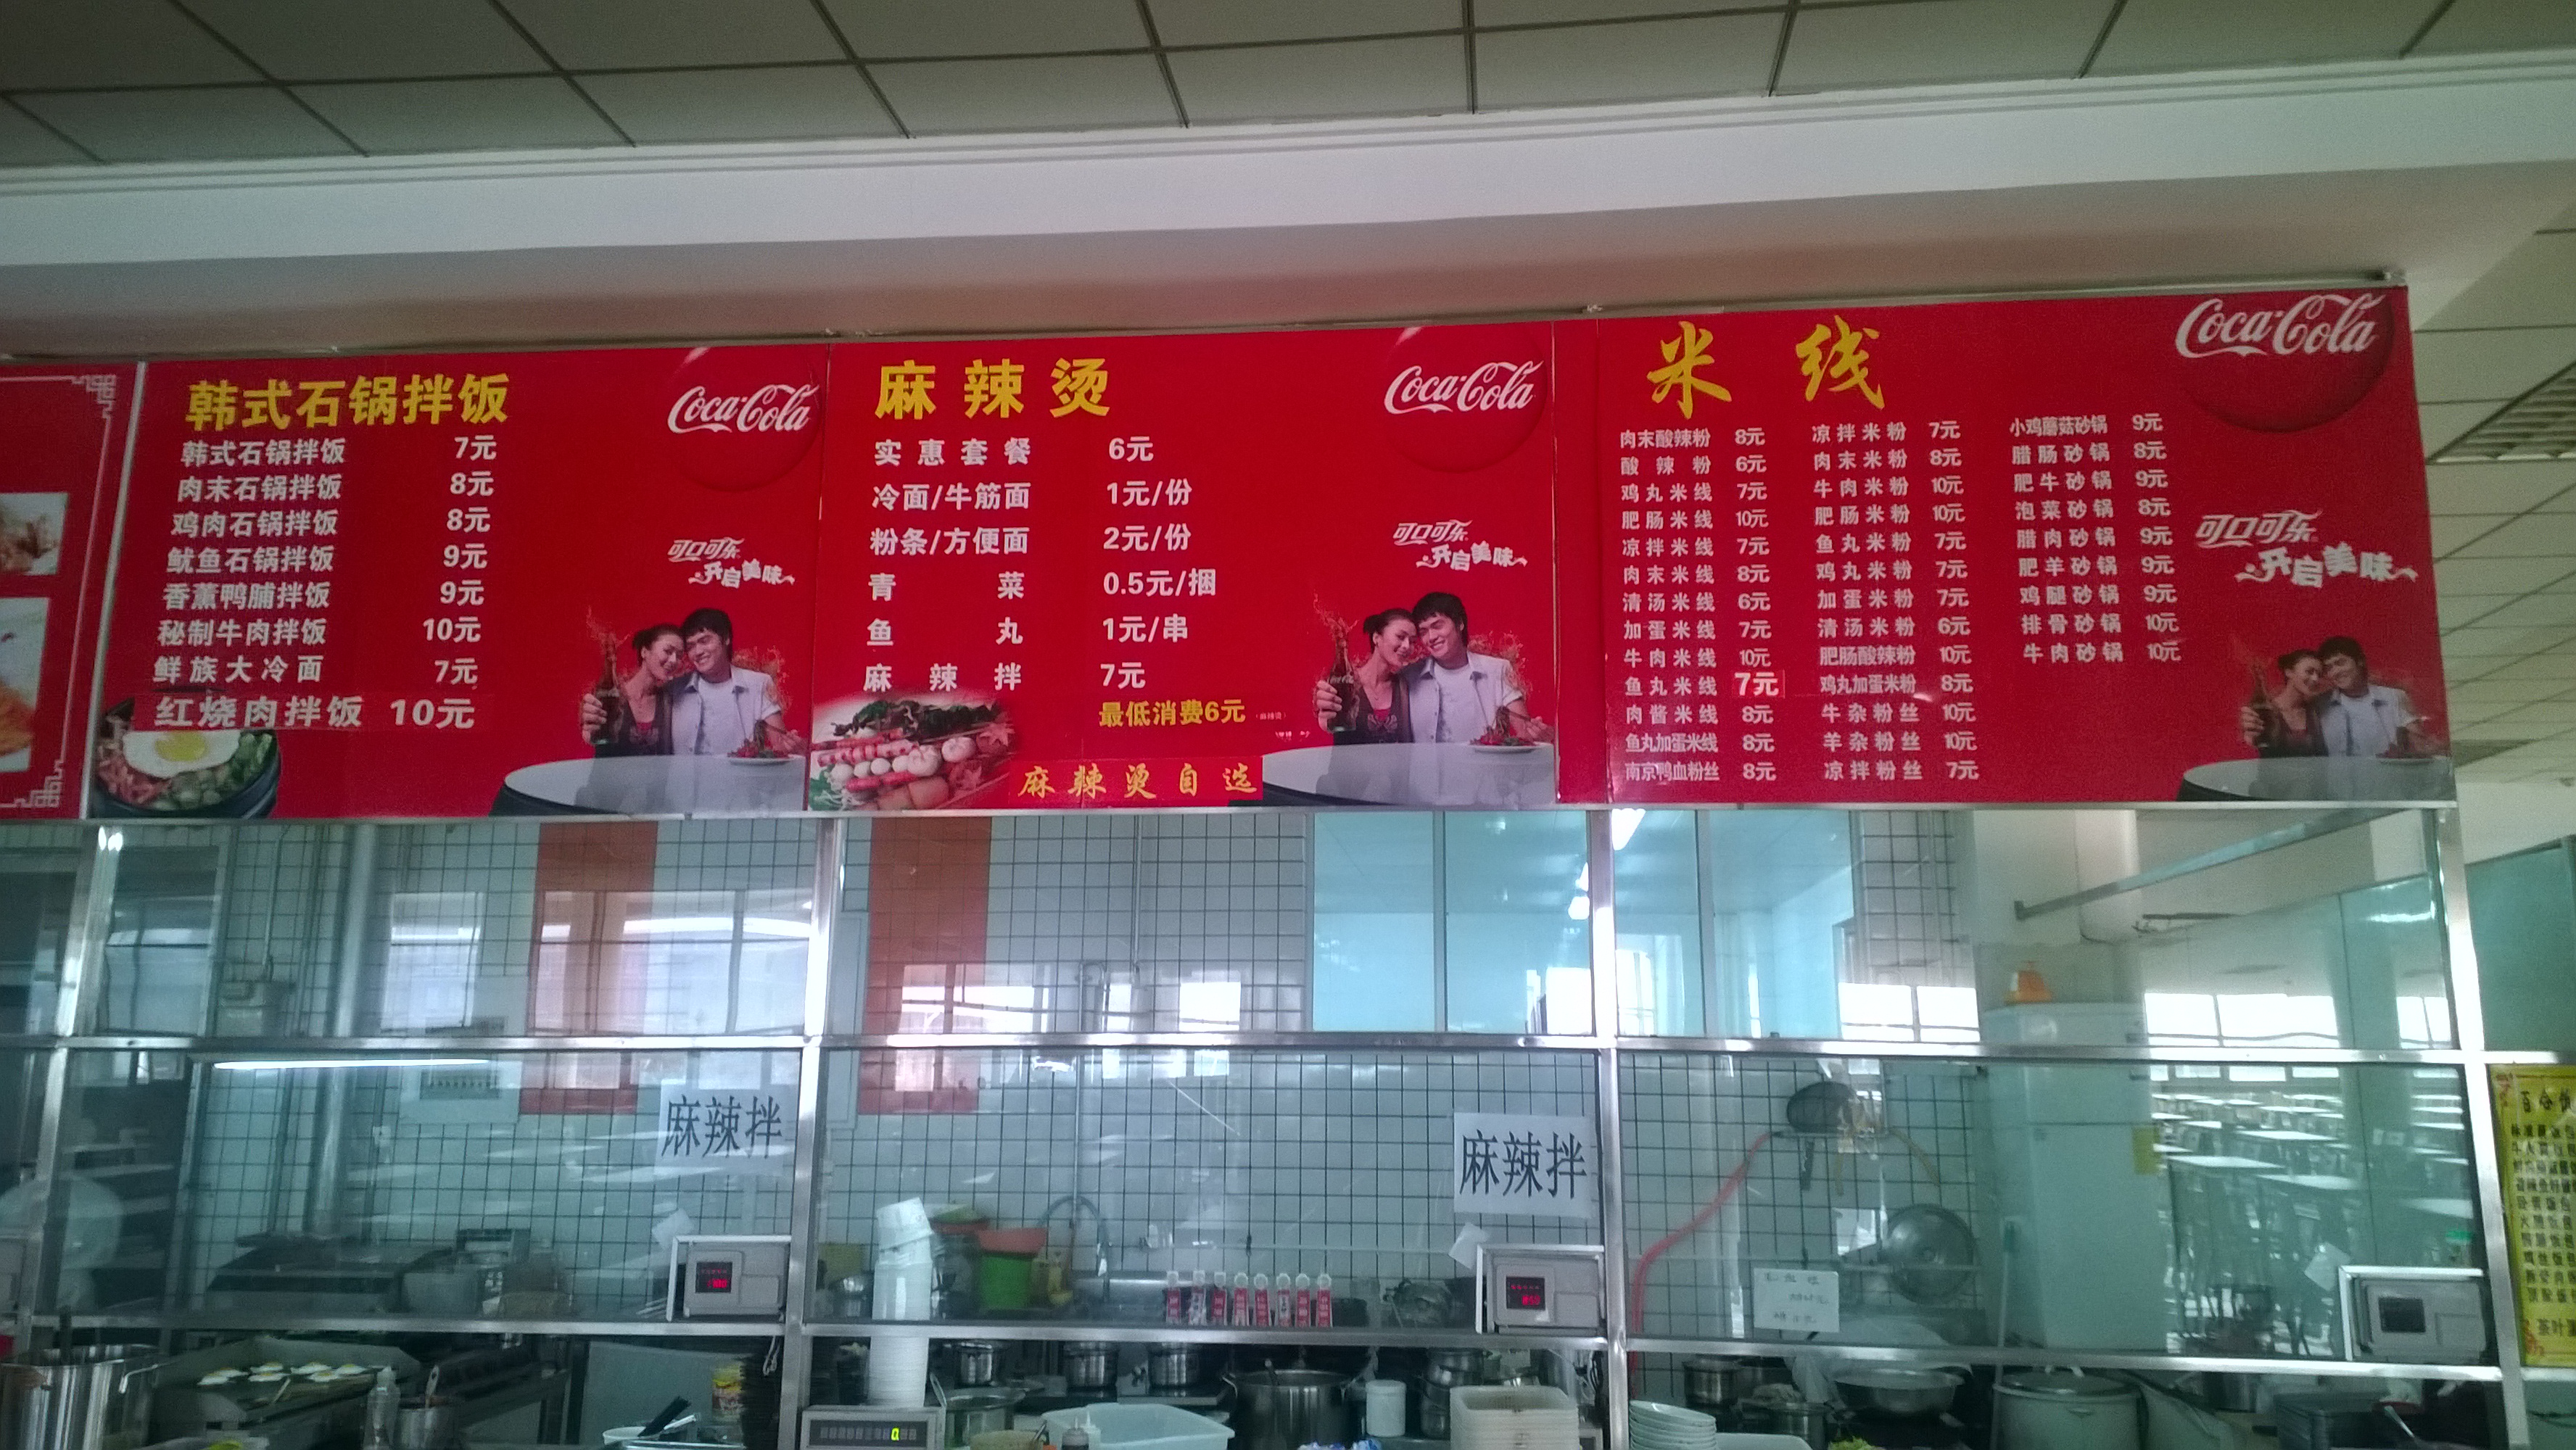 韩式石锅拌饭
韩式石锅拌饭 7元
肉末石锅拌饭 8元
鸡肉石锅拌饭 8元
鱿鱼石锅拌饭 9元
香薰鸭脯拌饭 9元
秘制牛肉拌饭 10元
鲜族大冷面 7元
红烧肉拌饭 10元
Coca-Cola
可口可乐
开启美味
麻辣烫
实惠套餐 6元
冷面/牛筋面 1元/份
粉条/方便面 2元/份
青菜 0.5元/捆
鱼丸 1元/串
麻辣拌 7元
最低消费6元 (麻辣烫)
麻辣烫自选
Coca-Cola
可口可乐
开启美味
米线
肉末酸辣粉 8元
酸辣粉 6元
鸡丸米线 7元
肥肠米线 10元
凉拌米线 7元
肉末米线 8元
清汤米线 6元
加蛋米线 7元
牛肉米线 10元
鱼丸米线 7元
肉酱米线 8元
鱼丸加蛋米线 8元
南京鸭血粉丝 8元
凉拌米粉 7元
肉末米粉 8元
牛肉米粉 10元
肥肠米粉 10元
鱼丸米粉 7元
鸡丸米粉 7元
加蛋米粉 7元
清汤米粉 6元
肥肠酸辣粉 10元
鸡丸加蛋米粉 8元
牛杂粉丝 10元
羊杂粉丝 10元
凉拌粉丝 7元
小鸡蘑菇砂锅 9元
腊肠砂锅 8元
肥牛砂锅 9元
泡菜砂锅 8元
腊肉砂锅 9元
肥羊砂锅 9元
鸡腿砂锅 9元
排骨砂锅 10元
牛肉砂锅 10元
Coca-Cola
可口可乐
开启美味
麻辣拌
麻辣拌